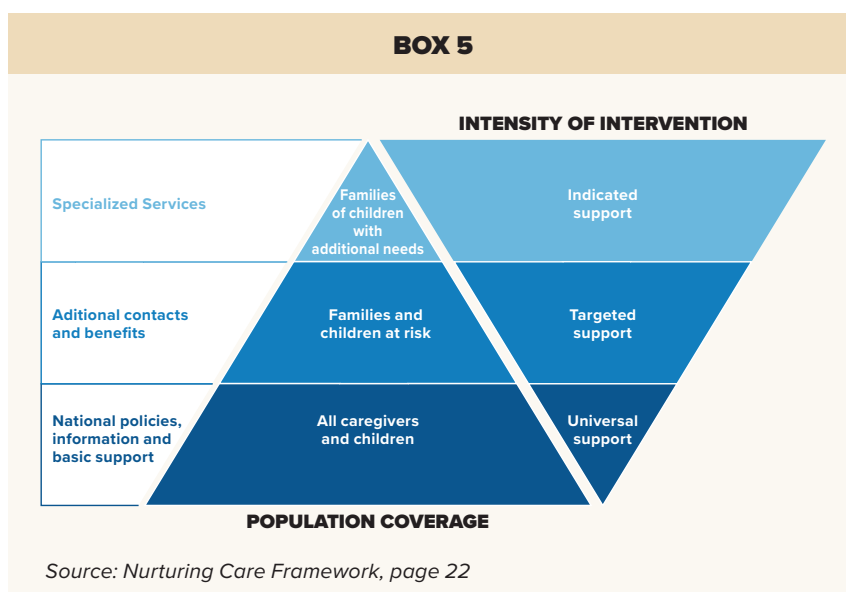 BOX 5
INTENSITY OF INTERVENTION
Specialized Services
Families
of children
with
additional needs
Indicated
support
Aditional contacts
and benefits
Families and
children at risk
Targeted
support
National policies,
information and
basic support
All caregivers
and children
Universal
support
POPULATION COVERAGE
Source: Nurturing Care Framework, page 22